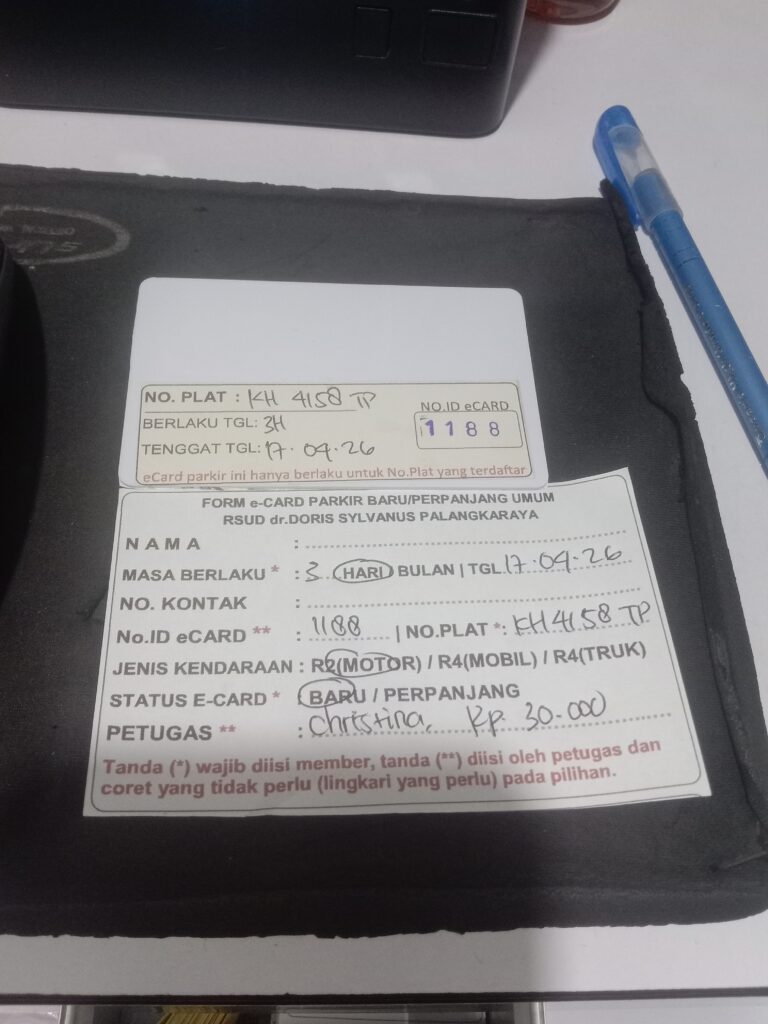 NO. PLAT : KH 4158 TP
NO.ID eCARD
BERLAKU TGL: 3H
1188
TENGGAT TGL: 17.04.26
eCard parkir ini hanya berlaku untuk No.Plat yang terdaftar
FORM e-CARD PARKIR BARU/PERPANJANG UMUM
RSUD dr.DORIS SYLVANUS PALANGKARAYA
N A M A :
MASA BERLAKU * : 3 HARI BULAN | TGL 17.04.26
NO. KONTAK :
No.ID eCARD ** : 1188 | NO.PLAT *: KH 4158 TP
JENIS KENDARAAN : R2(MOTOR) / R4(MOBIL) / R4(TRUK)
STATUS E-CARD * : BARU / PERPANJANG
PETUGAS ** : Christina, Rp. 30.000
Tanda (*) wajib diisi member, tanda (**) diisi oleh petugas dan
coret yang tidak perlu (lingkari yang perlu) pada pilihan.